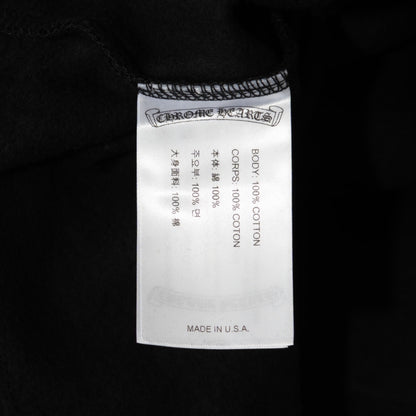 CHROME HEARTS
BODY: 100% COTTON
CORPS: 100% COTON
本体: 綿 100%
주요부: 100% 면
大身面料: 100% 棉
MADE IN U.S.A.